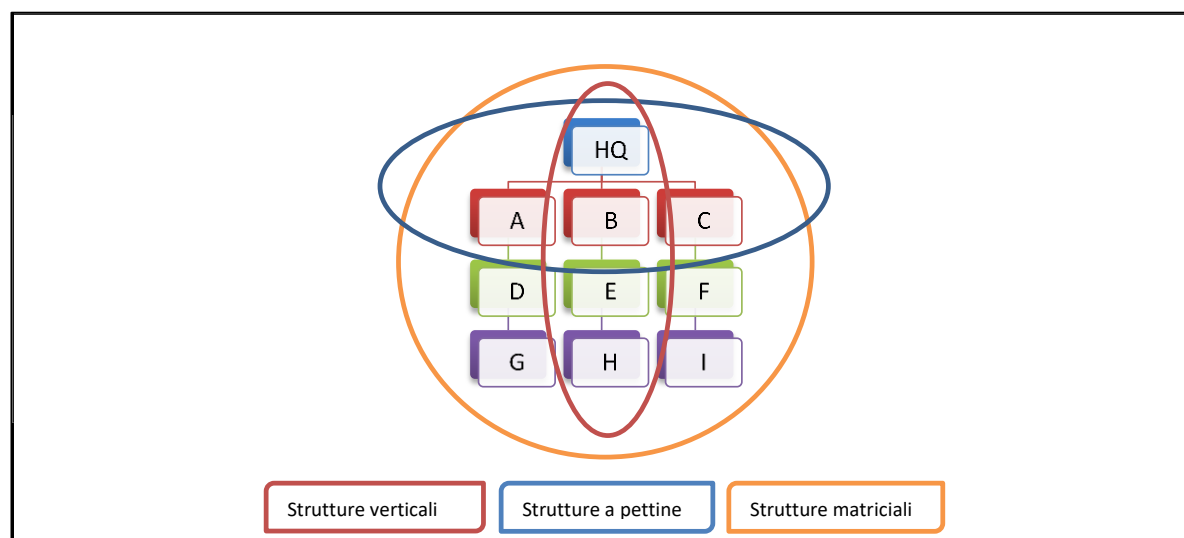 HQ
A B C
D E F
G H I
Strutture verticali Strutture a pettine Strutture matriciali